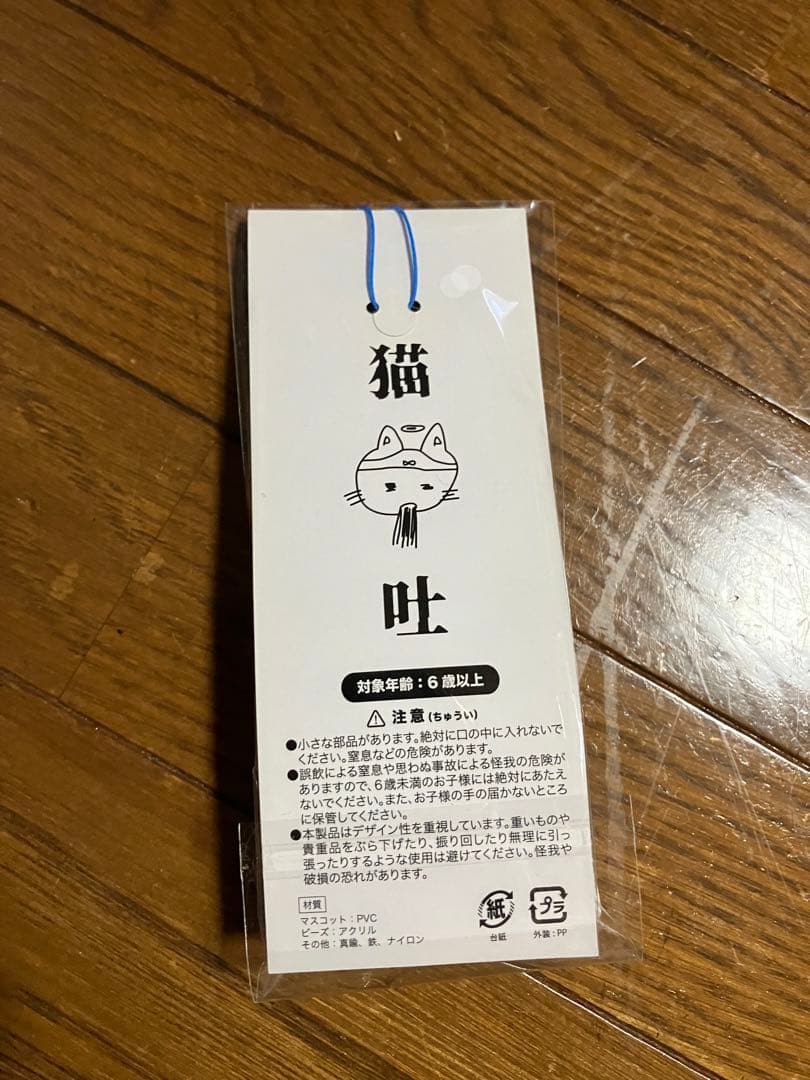 猫
吐
対象年齢：6歳以上
⚠ 注意(ちゅうい)
●小さな部品があります。絶対に口の中に入れないで
ください。窒息などの危険があります。
●誤飲による窒息や思わぬ事故による怪我の危険が
ありますので、6歳未満のお子様には絶対にあたえ
ないでください。また、お子様の手の届かないところ
に保管してください。
●本製品はデザイン性を重視しています。重いものや
貴重品をぶら下げたり、振り回したり無理に引っ
張ったりするような使用は避けてください。怪我や
破損の恐れがあります。
材質
マスコット：PVC
ビーズ：アクリル
その他：真鍮、鉄、ナイロン
紙
台紙
プラ
外装：PP